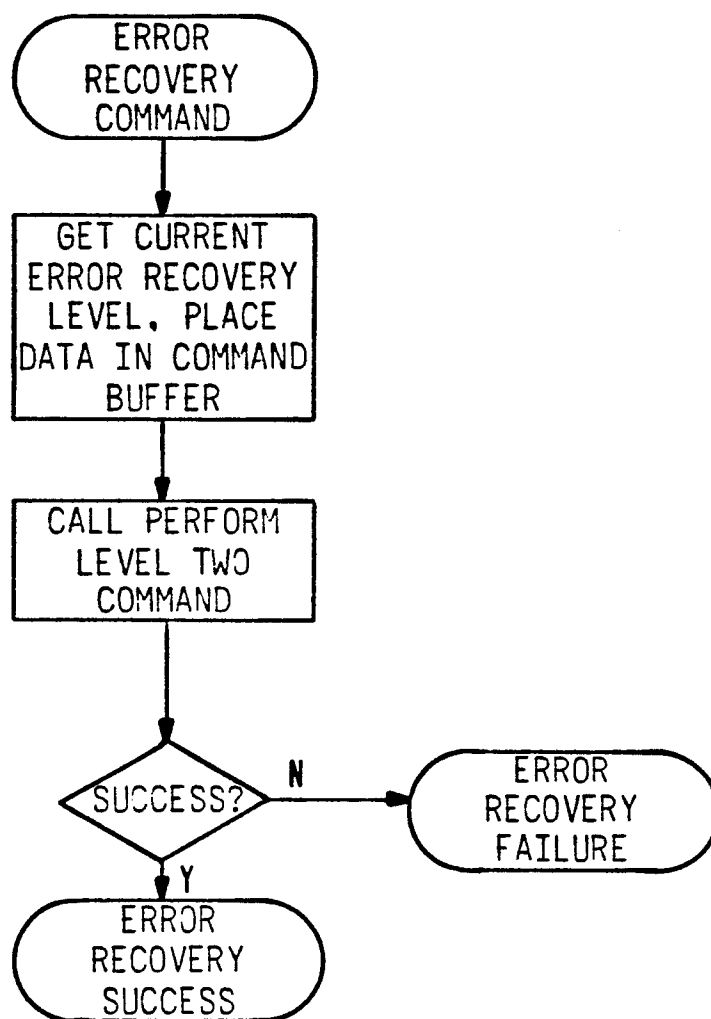 ERROR
RECOVERY
COMMAND
GET CURRENT
ERROR RECOVERY
LEVEL, PLACE
DATA IN COMMAND
BUFFER
CALL PERFORM
LEVEL TWO
COMMAND
SUCCESS?
N
ERROR
RECOVERY
FAILURE
Y
ERROR
RECOVERY
SUCCESS